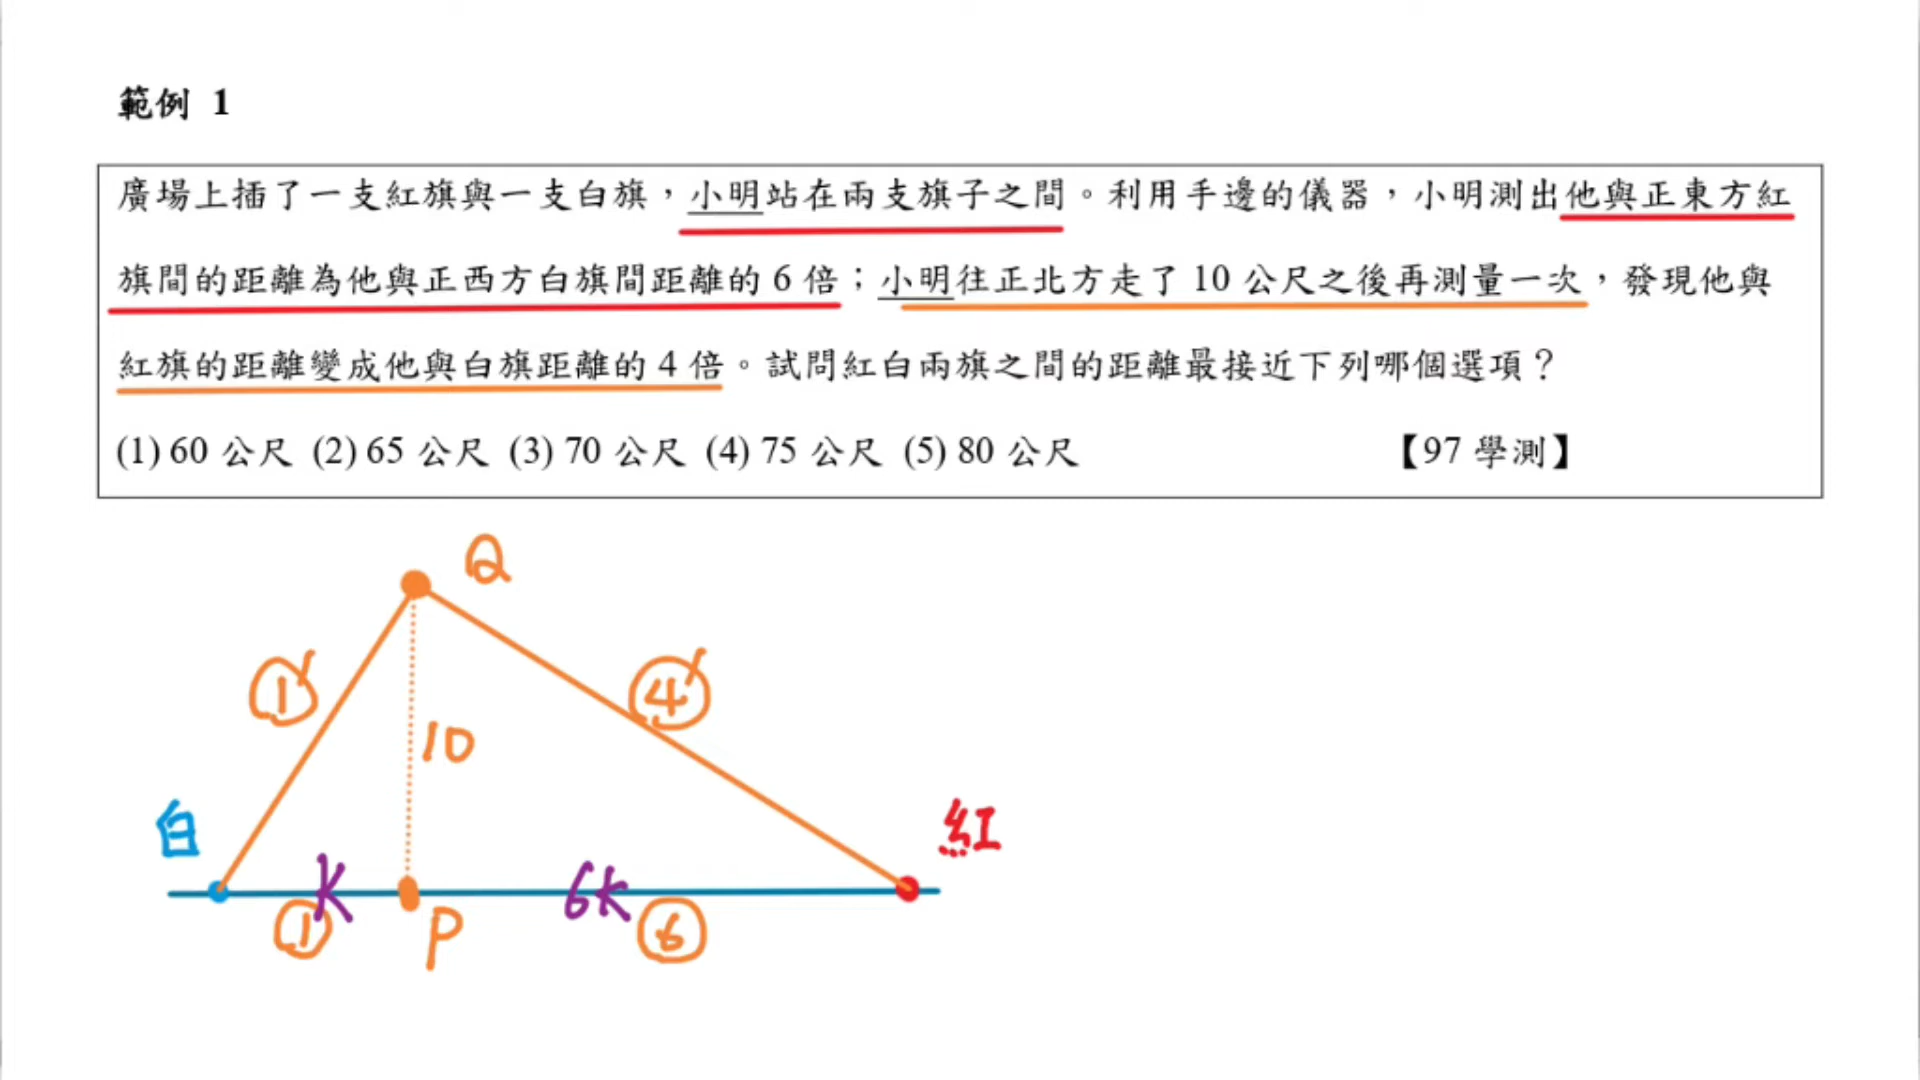 範例 1
廣場上插了一支紅旗與一支白旗，小明站在兩支旗子之間。利用手邊的儀器，小明測出他與正東方紅
旗間的距離為他與正西方白旗間距離的 6 倍；小明往正北方走了 10 公尺之後再測量一次，發現他與
紅旗的距離變成他與白旗距離的 4 倍。試問紅白兩旗之間的距離最接近下列哪個選項？
(1) 60 公尺 (2) 65 公尺 (3) 70 公尺 (4) 75 公尺 (5) 80 公尺 【97 學測】
Q
1' 4'
10
白 紅
K 6K
1 P 6